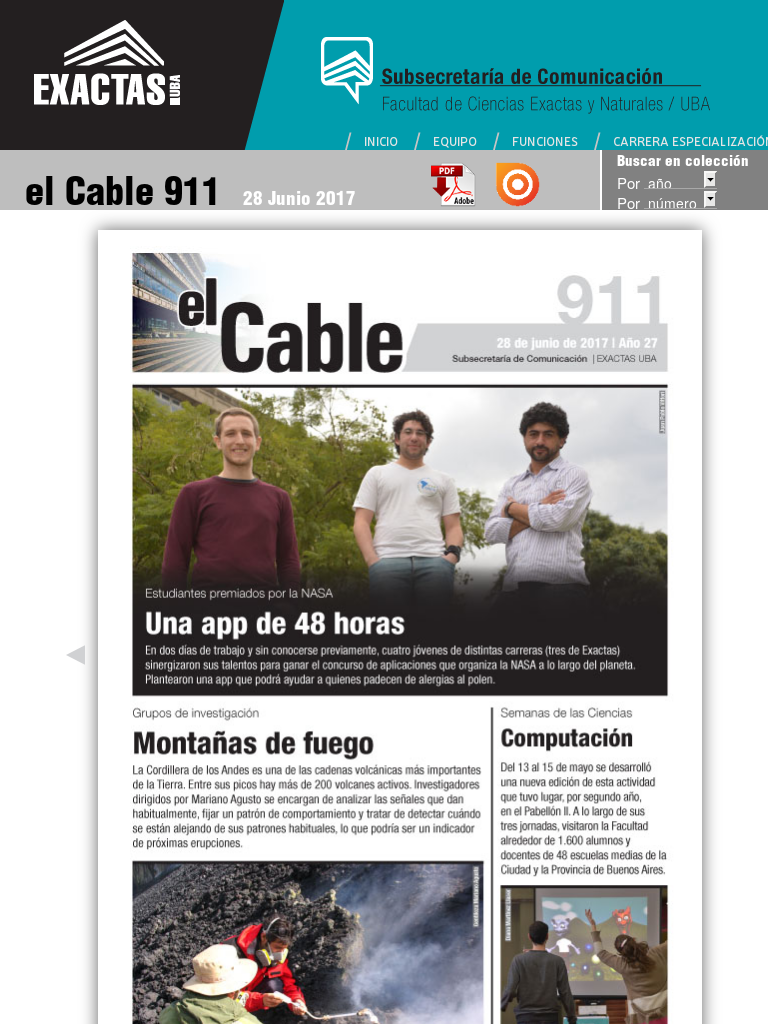 EXACTAS UBA
Subsecretaría de Comunicación
Facultad de Ciencias Exactas y Naturales / UBA
/ INICIO / EQUIPO / FUNCIONES / CARRERA ESPECIALIZACIÓN
el Cable 911 28 Junio 2017
PDF
Adobe
Buscar en colección
Por año
Por número
el Cable
911
28 de junio de 2017 | Año 27
Subsecretaría de Comunicación | EXACTAS UBA
Estudiantes premiados por la NASA
Una app de 48 horas
En dos días de trabajo y sin conocerse previamente, cuatro jóvenes de distintas carreras (tres de Exactas)
sinergizaron sus talentos para ganar el concurso de aplicaciones que organiza la NASA a lo largo del planeta.
Plantearon una app que podrá ayudar a quienes padecen de alergias al polen.
Grupos de investigación
Montañas de fuego
La Cordillera de los Andes es una de las cadenas volcánicas más importantes
de la Tierra. Entre sus picos hay más de 200 volcanes activos. Investigadores
dirigidos por Mariano Agusto se encargan de analizar las señales que dan
habitualmente, fijar un patrón de comportamiento y tratar de detectar cuándo
se están alejando de sus patrones habituales, lo que podría ser un indicador
de próximas erupciones.
Semanas de las Ciencias
Computación
Del 13 al 15 de mayo se desarrolló
una nueva edición de esta actividad
que tuvo lugar, por segundo año,
en el Pabellón II. A lo largo de sus
tres jornadas, visitaron la Facultad
alrededor de 1.600 alumnos y
docentes de 48 escuelas medias de la
Ciudad y la Provincia de Buenos Aires.